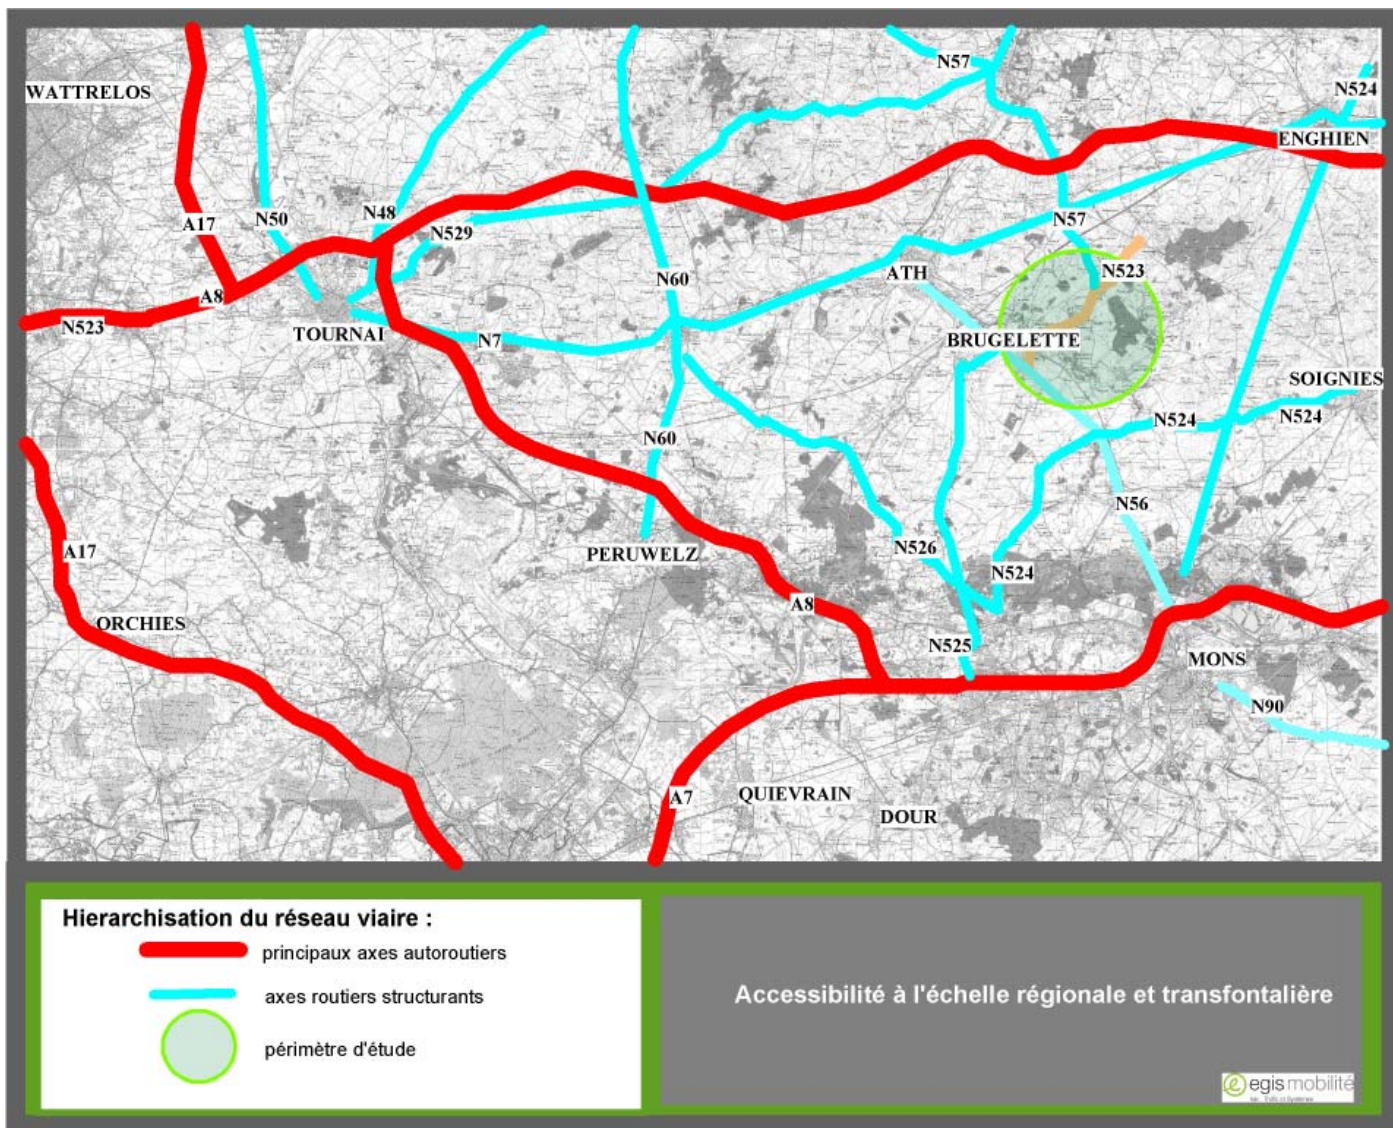 N57
WATTRELOS
N524
ENGHIEN
N48
A17
N50
N57
N529
ATH
N523
N60
A8
N523
TOURNAI
N7
BRUGELETTE
SOIGNIES
N524
N524
N60
N56
A17
PERUWELZ
N526
N524
A8
ORCHIES
N525
MONS
N90
A7
QUIEVRAIN
DOUR
Hierarchisation du réseau viaire :
principaux axes autoroutiers
axes routiers structurants
périmètre d'étude
Accessibilité à l'échelle régionale et transfontalière
egis mobilité